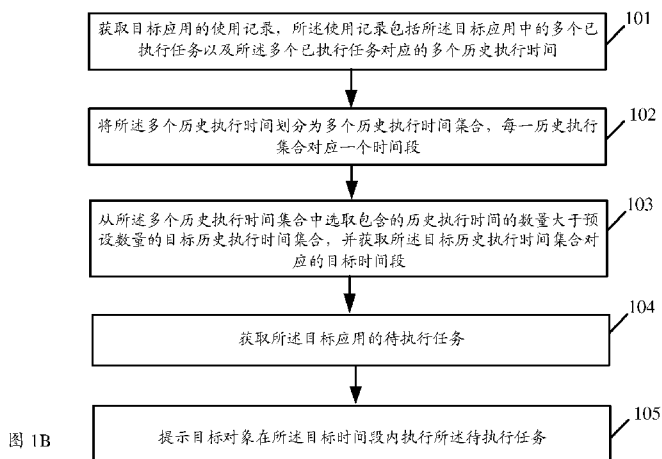 获取目标应用的使用记录，所述使用记录包括所述目标应用中的多个已
执行任务以及所述多个已执行任务对应的多个历史执行时间
101
将所述多个历史执行时间划分为多个历史执行时间集合，每一历史执行
集合对应一个时间段
102
从所述多个历史执行时间集合中选取包含的历史执行时间的数量大于预
设数量的目标历史执行时间集合，并获取所述目标历史执行时间集合对
应的目标时间段
103
获取所述目标应用的待执行任务
104
提示目标对象在所述目标时间段内执行所述待执行任务
105
图 1B